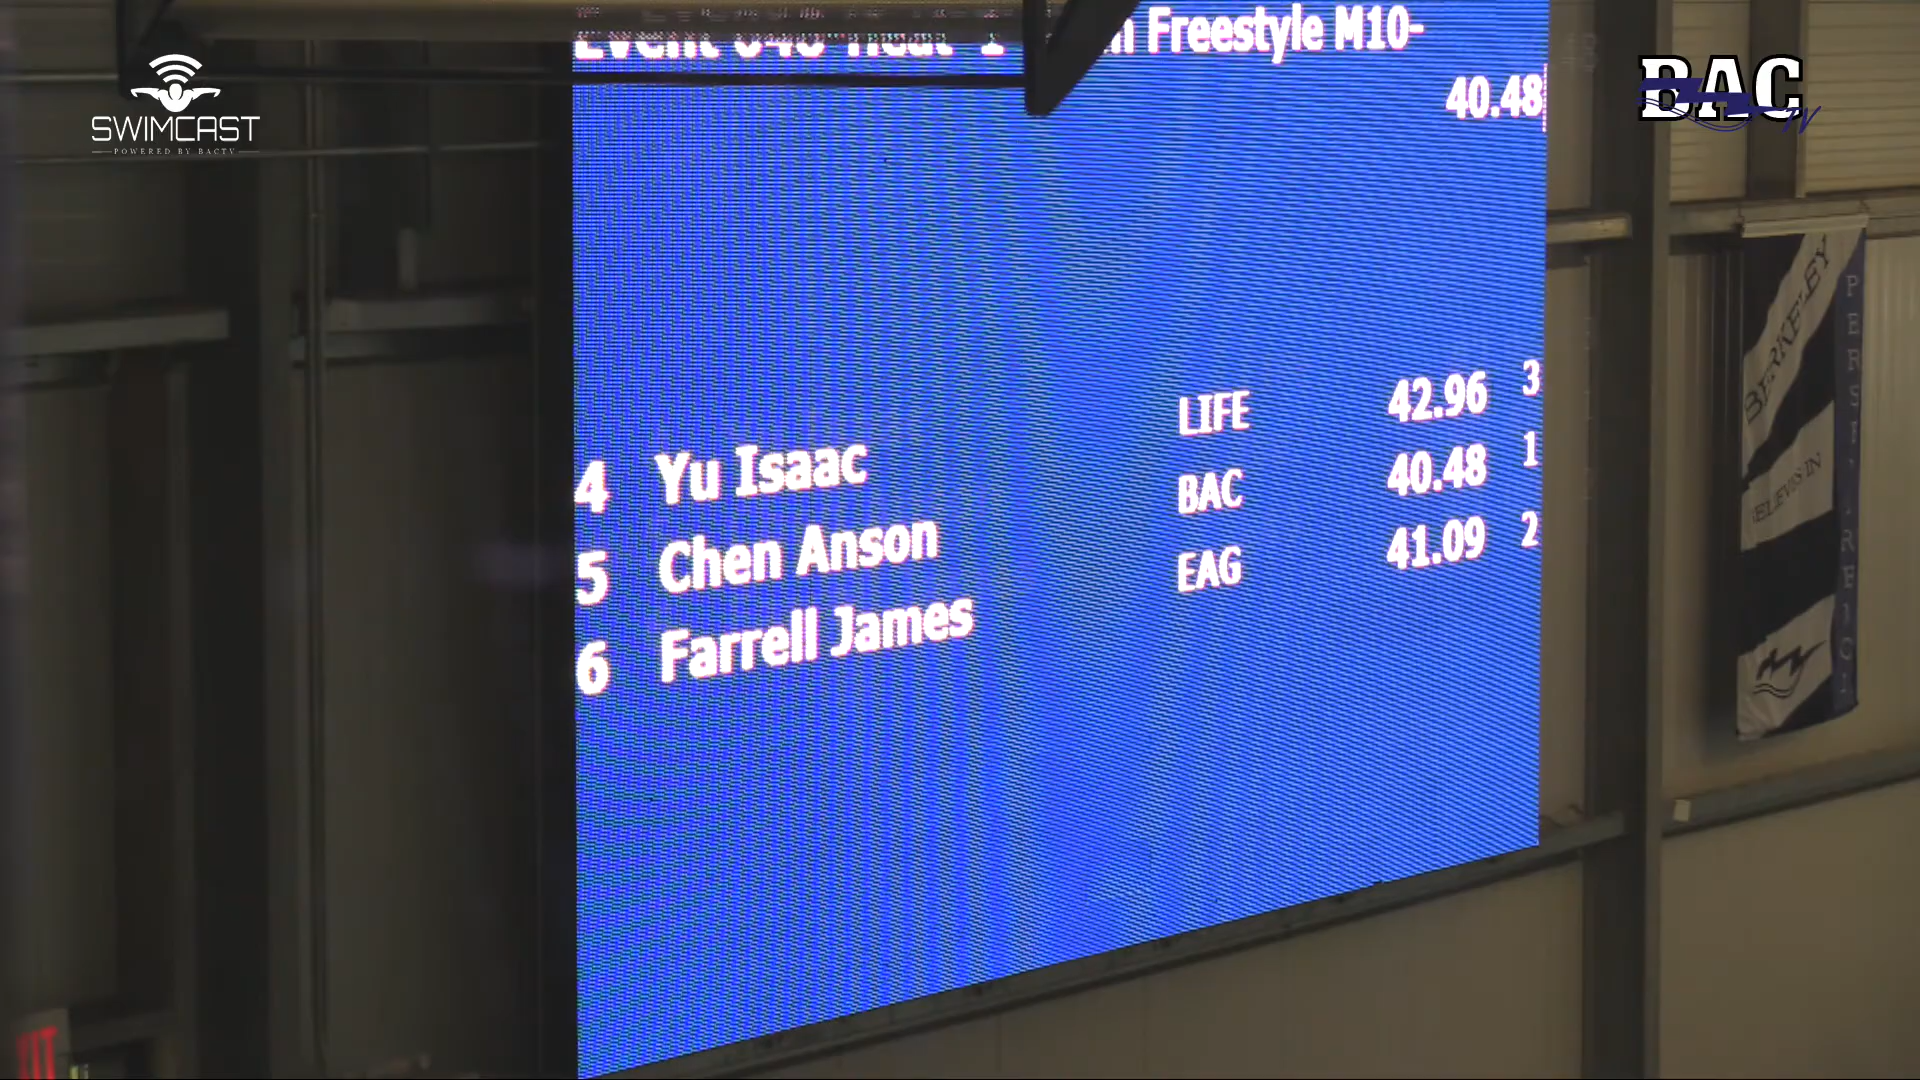 SWIMCAST
POWERED BY BACTV
BAC TV
Freestyle M10-
40.48
4 Yu Isaac LIFE 42.96 3
5 Chen Anson BAC 40.48 1
6 Farrell James EAG 41.09 2
BERKELEY